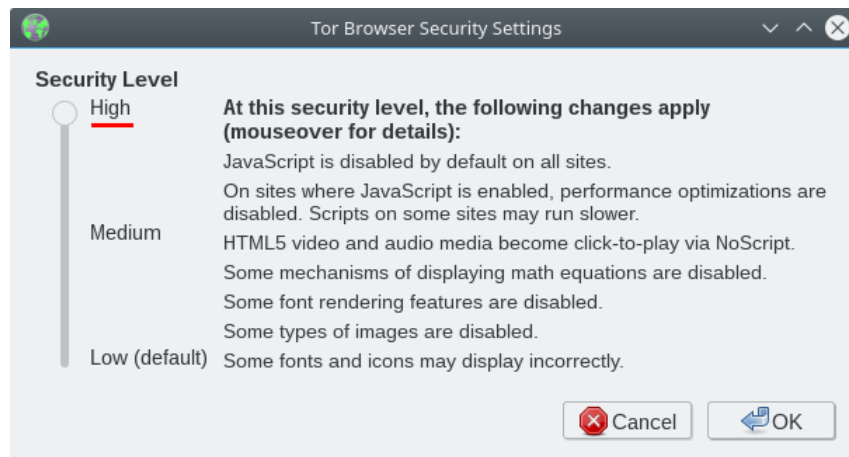 Tor Browser Security Settings
Security Level
High
At this security level, the following changes apply
(mouseover for details):
JavaScript is disabled by default on all sites.
On sites where JavaScript is enabled, performance optimizations are
disabled. Scripts on some sites may run slower.
Medium
HTML5 video and audio media become click-to-play via NoScript.
Some mechanisms of displaying math equations are disabled.
Some font rendering features are disabled.
Some types of images are disabled.
Low (default)
Some fonts and icons may display incorrectly.
Cancel
OK